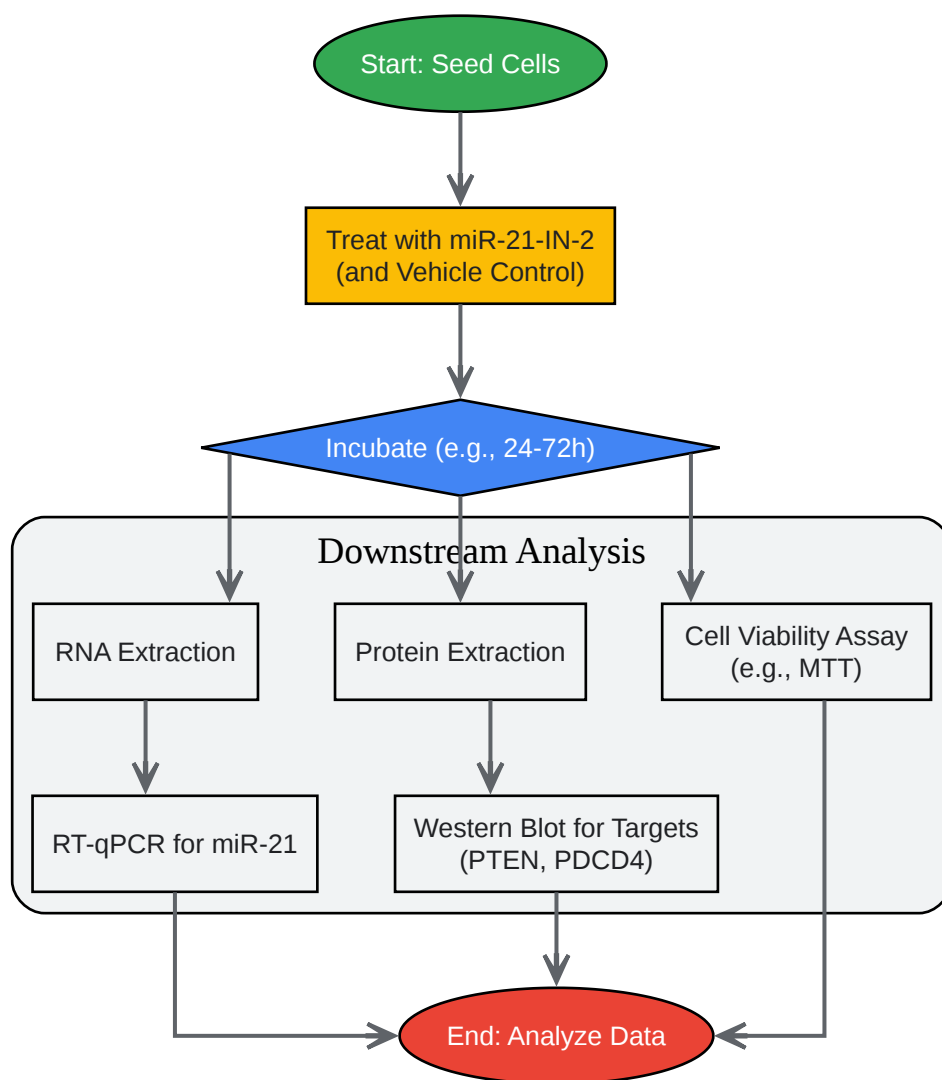 Start: Seed Cells
Treat with miR-21-IN-2
(and Vehicle Control)
Incubate (e.g., 24-72h)
Downstream Analysis
RNA Extraction
Protein Extraction
Cell Viability Assay
(e.g., MTT)
RT-qPCR for miR-21
Western Blot for Targets
(PTEN, PDCD4)
End: Analyze Data